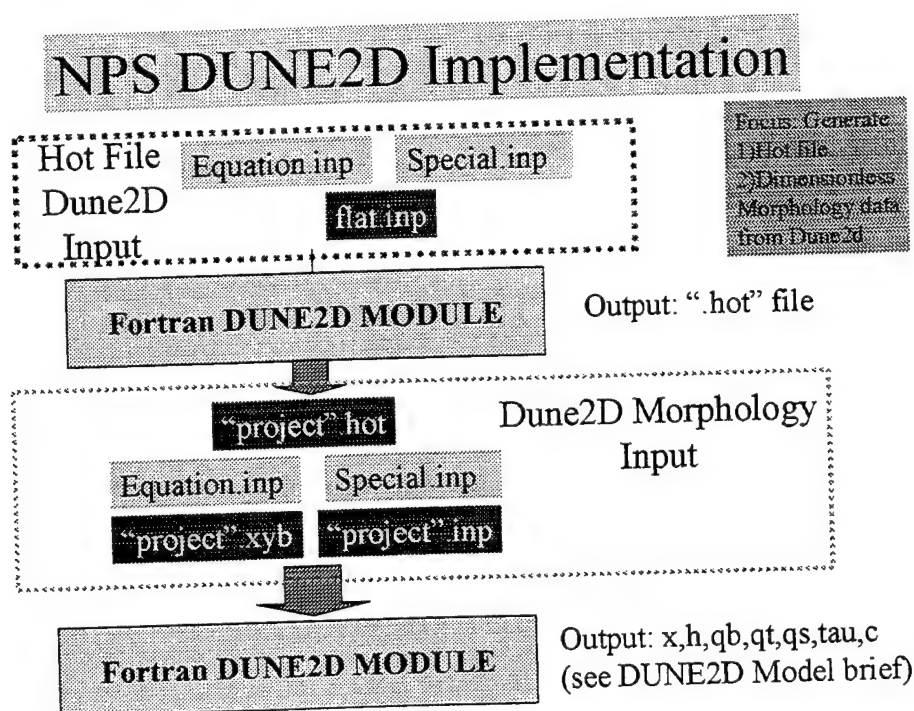 NPS DUNE2D Implementation
Hot File
Dune2D
Input
Equation.inp
Special.inp
flat.inp
Focus: Generate
1)Hot file
2)Dimensionless
Morphology data
from Dune2d
Fortran DUNE2D MODULE
Output: “.hot” file
“project”.hot
Dune2D Morphology
Input
Equation.inp
Special.inp
“project”.xyb
“project”.inp
Fortran DUNE2D MODULE
Output: x,h,qb,qt,qs,tau,c
(see DUNE2D Model brief)